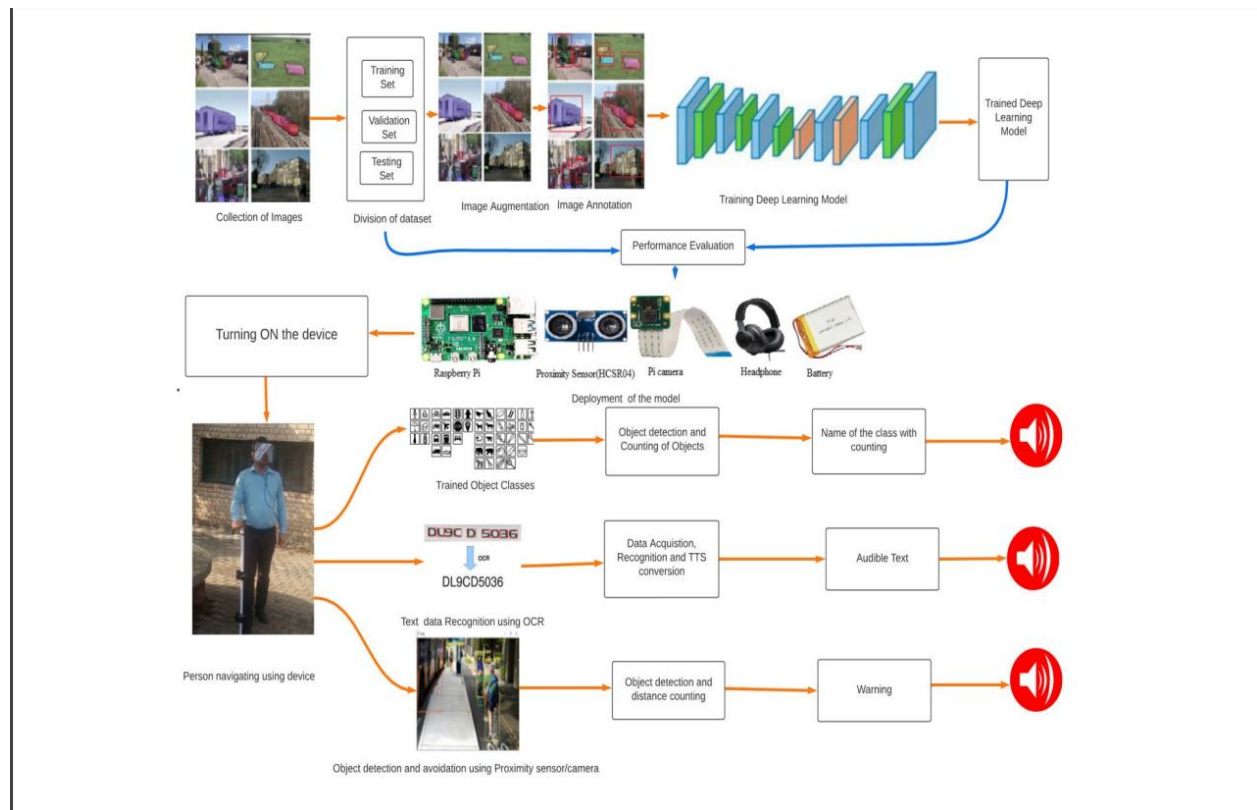 Training
Set
Validation
Set
Testing
Set
Trained Deep
Learning
Model
Collection of Images
Division of dataset
Image Augmentation
Image Annotation
Training Deep Learning Model
Performance Evaluation
Turning ON the device
Raspberry Pi
Proximity Sensor(HCSR04)
Pi camera
Headphone
Battery
Deployment of the model
Trained Object Classes
Object detection and
Counting of Objects
Name of the class with
counting
DL9C D 5036
OCR
DL9CD5036
Data Acquistion,
Recognition and TTS
conversion
Audible Text
Text data Recognition using OCR
Person navigating using device
Object detection and
distance counting
Warning
Object detection and avoidation using Proximity sensor/camera